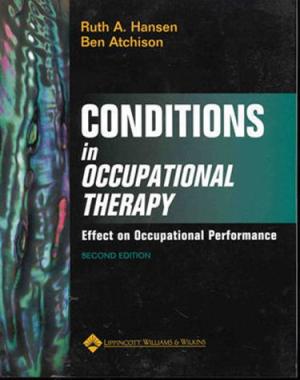 Ruth A. Hansen
Ben Atchison
CONDITIONS
in
OCCUPATIONAL
THERAPY
Effect on Occupational Performance
SECOND EDITION
LIPPINCOTT WILLIAMS & WILKINS